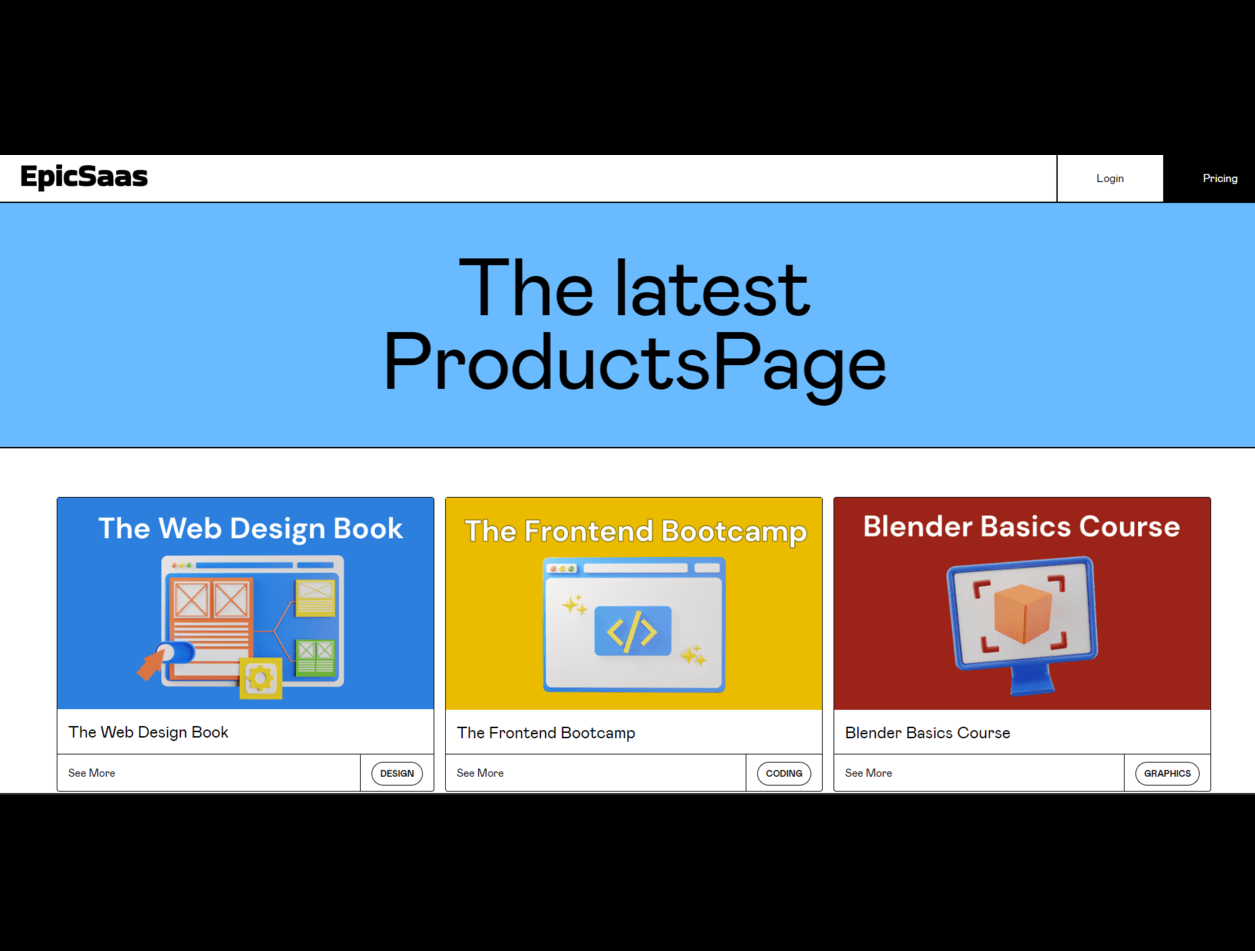 EpicSaas
Login
Pricing
The latest
ProductsPage
The Web Design Book
The Frontend Bootcamp
Blender Basics Course
</>
The Web Design Book
The Frontend Bootcamp
Blender Basics Course
See More
DESIGN
See More
CODING
See More
GRAPHICS